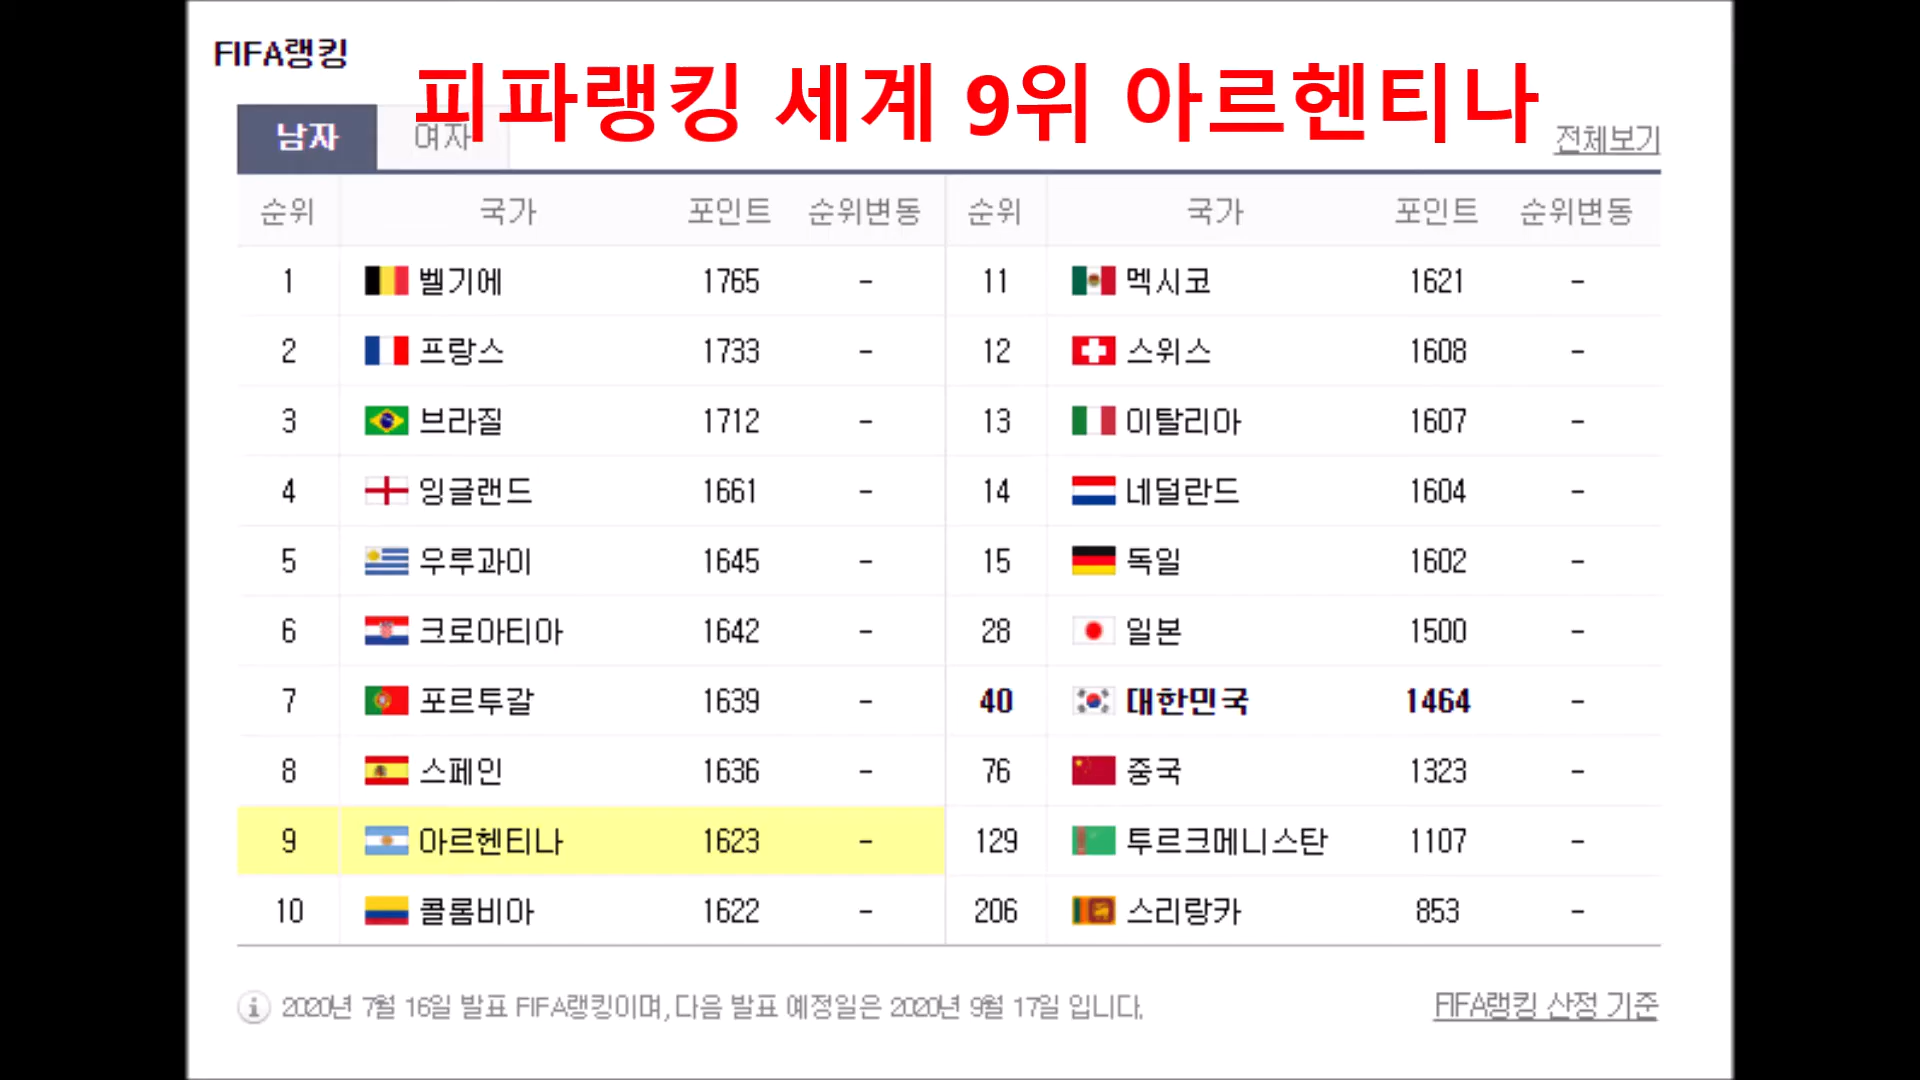 FIFA랭킹
피파랭킹 세계 9위 아르헨티나
남자 여자 전체보기
순위 국가 포인트 순위변동 순위 국가 포인트 순위변동
1 벨기에 1765 - 11 멕시코 1621 -
2 프랑스 1733 - 12 스위스 1608 -
3 브라질 1712 - 13 이탈리아 1607 -
4 잉글랜드 1661 - 14 네덜란드 1604 -
5 우루과이 1645 - 15 독일 1602 -
6 크로아티아 1642 - 28 일본 1500 -
7 포르투갈 1639 - 40 대한민국 1464 -
8 스페인 1636 - 76 중국 1323 -
9 아르헨티나 1623 - 129 투르크메니스탄 1107 -
10 콜롬비아 1622 - 206 스리랑카 853 -
2020년 7월 16일 발표 FIFA랭킹이며, 다음 발표 예정일은 2020년 9월 17일 입니다. FIFA랭킹 산정 기준